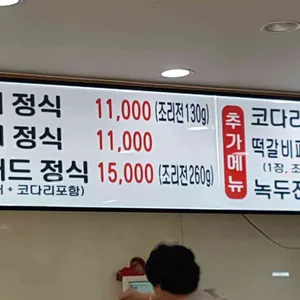 정식 11,000 (조리전130g)
정식 11,000
드 정식 15,000 (조리전260g)
+ 코다리포함)
추가메뉴
코다리
떡갈비
(1장, 조
녹두전